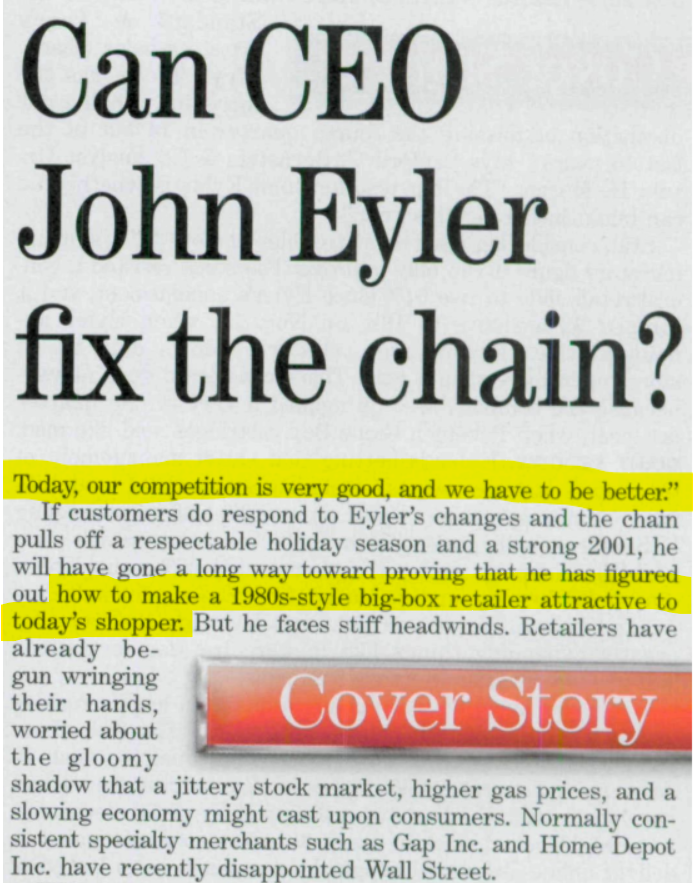 Can CEO
John Eyler
fix the chain?
Today, our competition is very good, and we have to be better.”
If customers do respond to Eyler’s changes and the chain
pulls off a respectable holiday season and a strong 2001, he
will have gone a long way toward proving that he has figured
out how to make a 1980s-style big-box retailer attractive to
today’s shopper. But he faces stiff headwinds. Retailers have
already be-
gun wringing
their hands,
worried about
the gloomy
Cover Story
shadow that a jittery stock market, higher gas prices, and a
slowing economy might cast upon consumers. Normally con-
sistent specialty merchants such as Gap Inc. and Home Depot
Inc. have recently disappointed Wall Street.